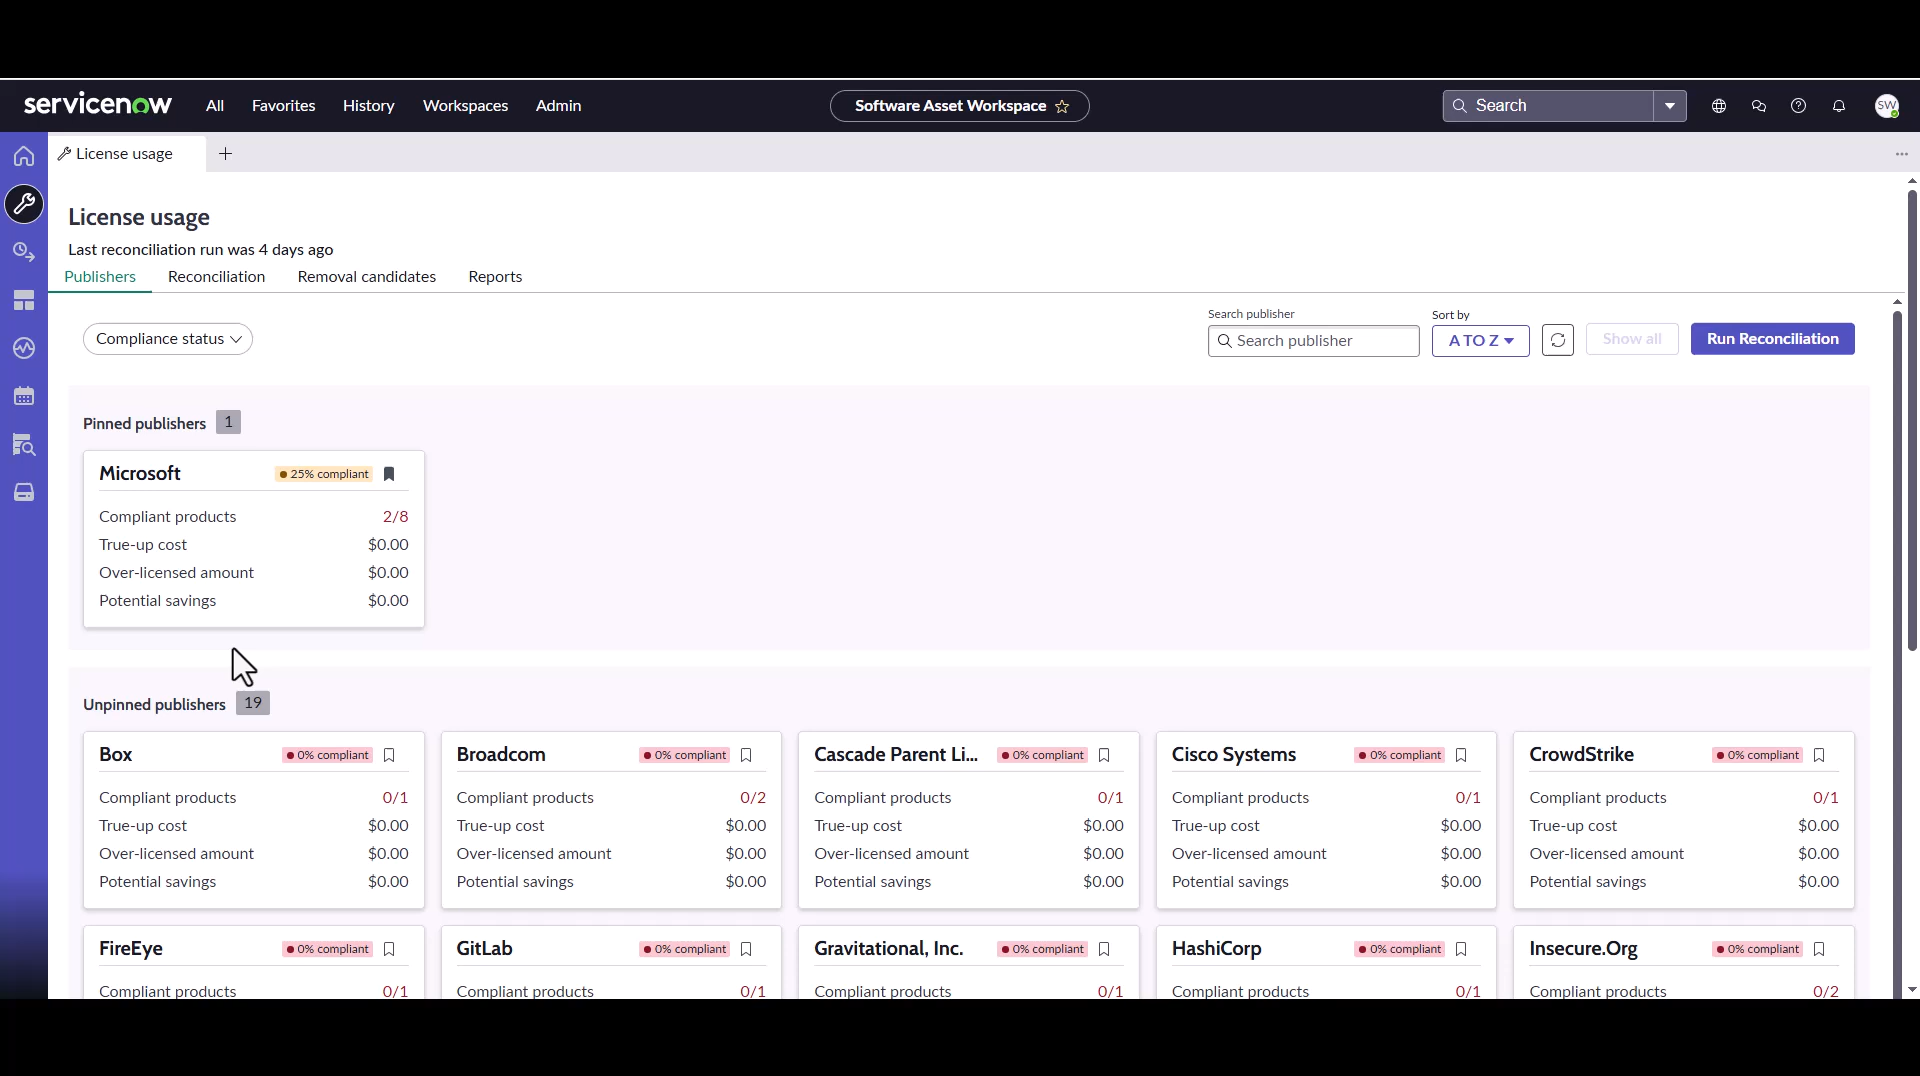 servicenow All Favorites History Workspaces Admin Software Asset Workspace Search SW
License usage
License usage
Last reconciliation run was 4 days ago
Publishers Reconciliation Removal candidates Reports
Compliance status
Search publisher
Search publisher
Sort by
A TO Z
Show all
Run Reconciliation
Pinned publishers 1
Microsoft 25% compliant
Compliant products 2/8
True-up cost $0.00
Over-licensed amount $0.00
Potential savings $0.00
Unpinned publishers 19
Box 0% compliant
Compliant products 0/1
True-up cost $0.00
Over-licensed amount $0.00
Potential savings $0.00
Broadcom 0% compliant
Compliant products 0/2
True-up cost $0.00
Over-licensed amount $0.00
Potential savings $0.00
Cascade Parent Li... 0% compliant
Compliant products 0/1
True-up cost $0.00
Over-licensed amount $0.00
Potential savings $0.00
Cisco Systems 0% compliant
Compliant products 0/1
True-up cost $0.00
Over-licensed amount $0.00
Potential savings $0.00
CrowdStrike 0% compliant
Compliant products 0/1
True-up cost $0.00
Over-licensed amount $0.00
Potential savings $0.00
FireEye 0% compliant
Compliant products 0/1
GitLab 0% compliant
Compliant products 0/1
Gravitational, Inc. 0% compliant
Compliant products 0/1
HashiCorp 0% compliant
Compliant products 0/1
Insecure.Org 0% compliant
Compliant products 0/2